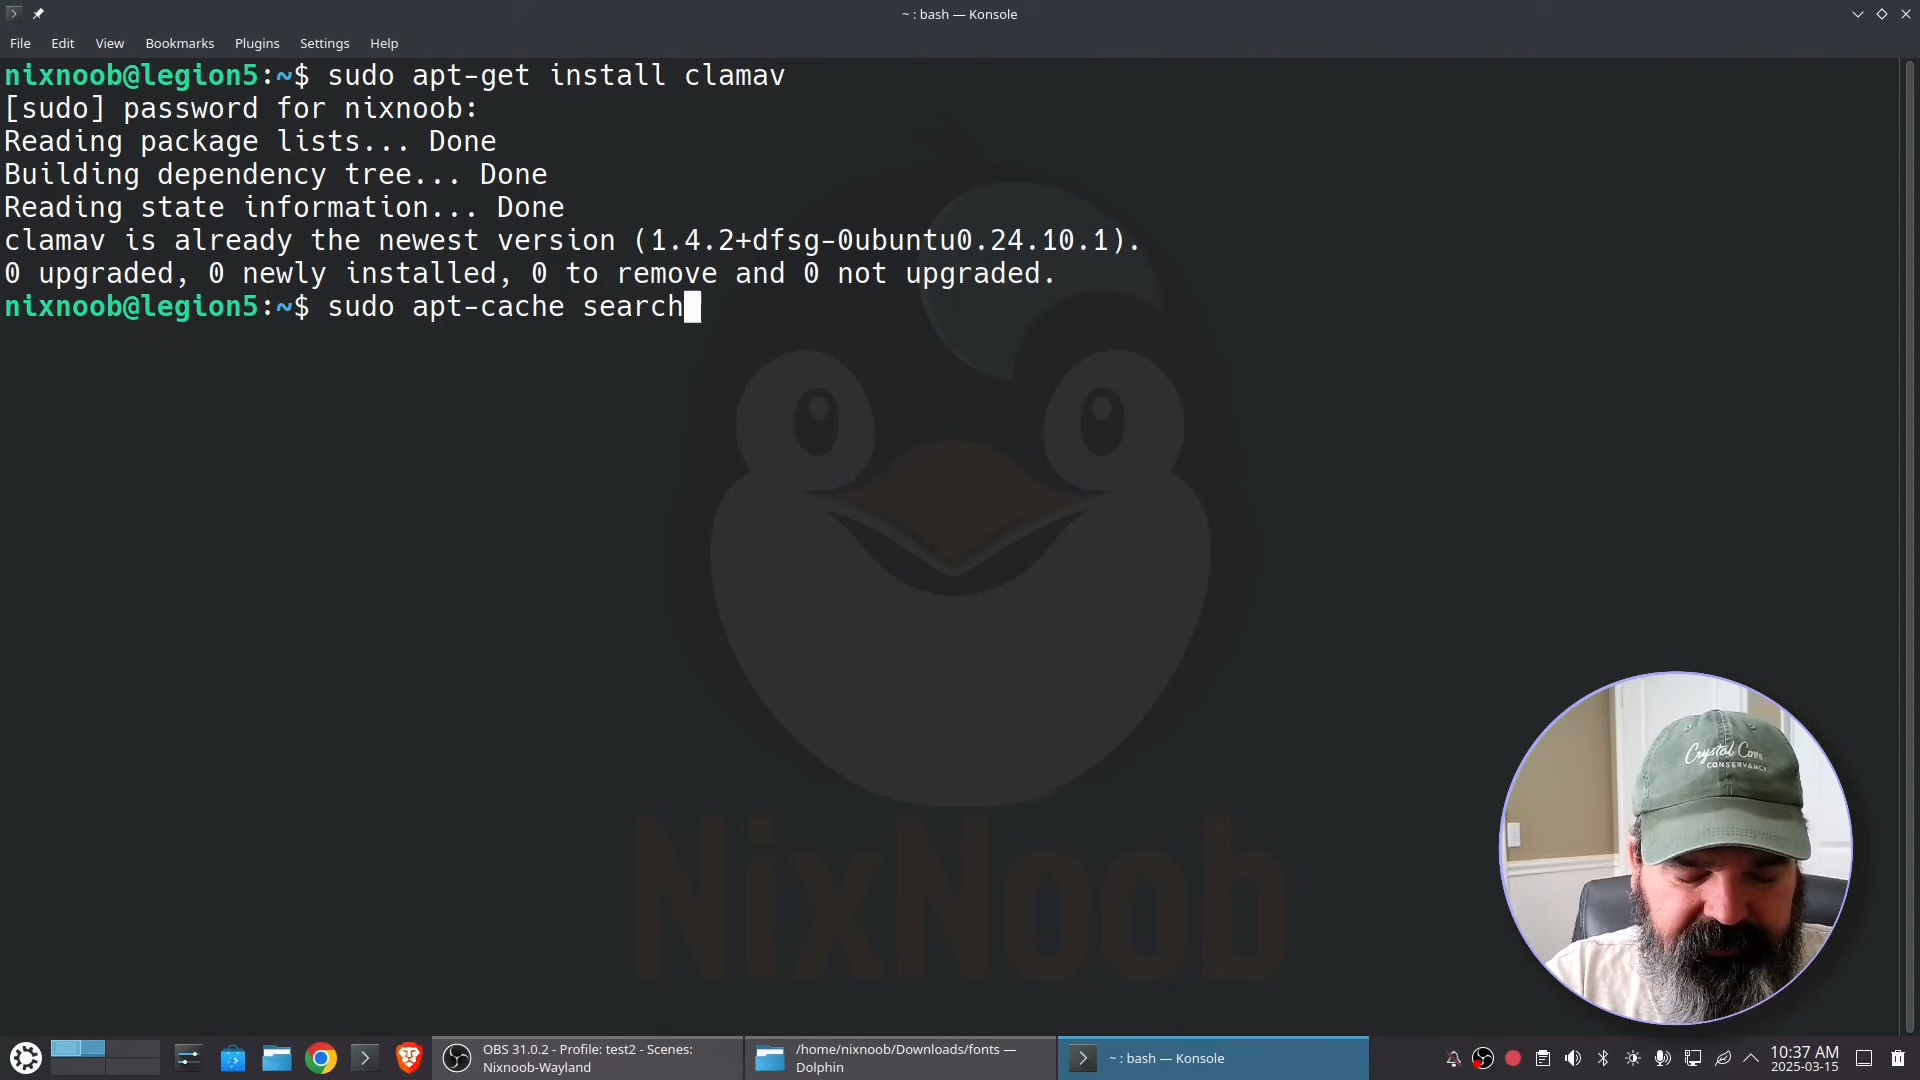 ~ : bash — Konsole
File Edit View Bookmarks Plugins Settings Help
nixnoob@legion5:~$ sudo apt-get install clamav
[sudo] password for nixnoob:
Reading package lists... Done
Building dependency tree... Done
Reading state information... Done
clamav is already the newest version (1.4.2+dfsg-0ubuntu0.24.10.1).
0 upgraded, 0 newly installed, 0 to remove and 0 not upgraded.
nixnoob@legion5:~$ sudo apt-cache search
NixNoob
Crystal Cove
CONSERVANCY
OBS 31.0.2 - Profile: test2 - Scenes:
Nixnoob-Wayland
/home/nixnoob/Downloads/fonts —
Dolphin
~ : bash — Konsole
10:37 AM
2025-03-15